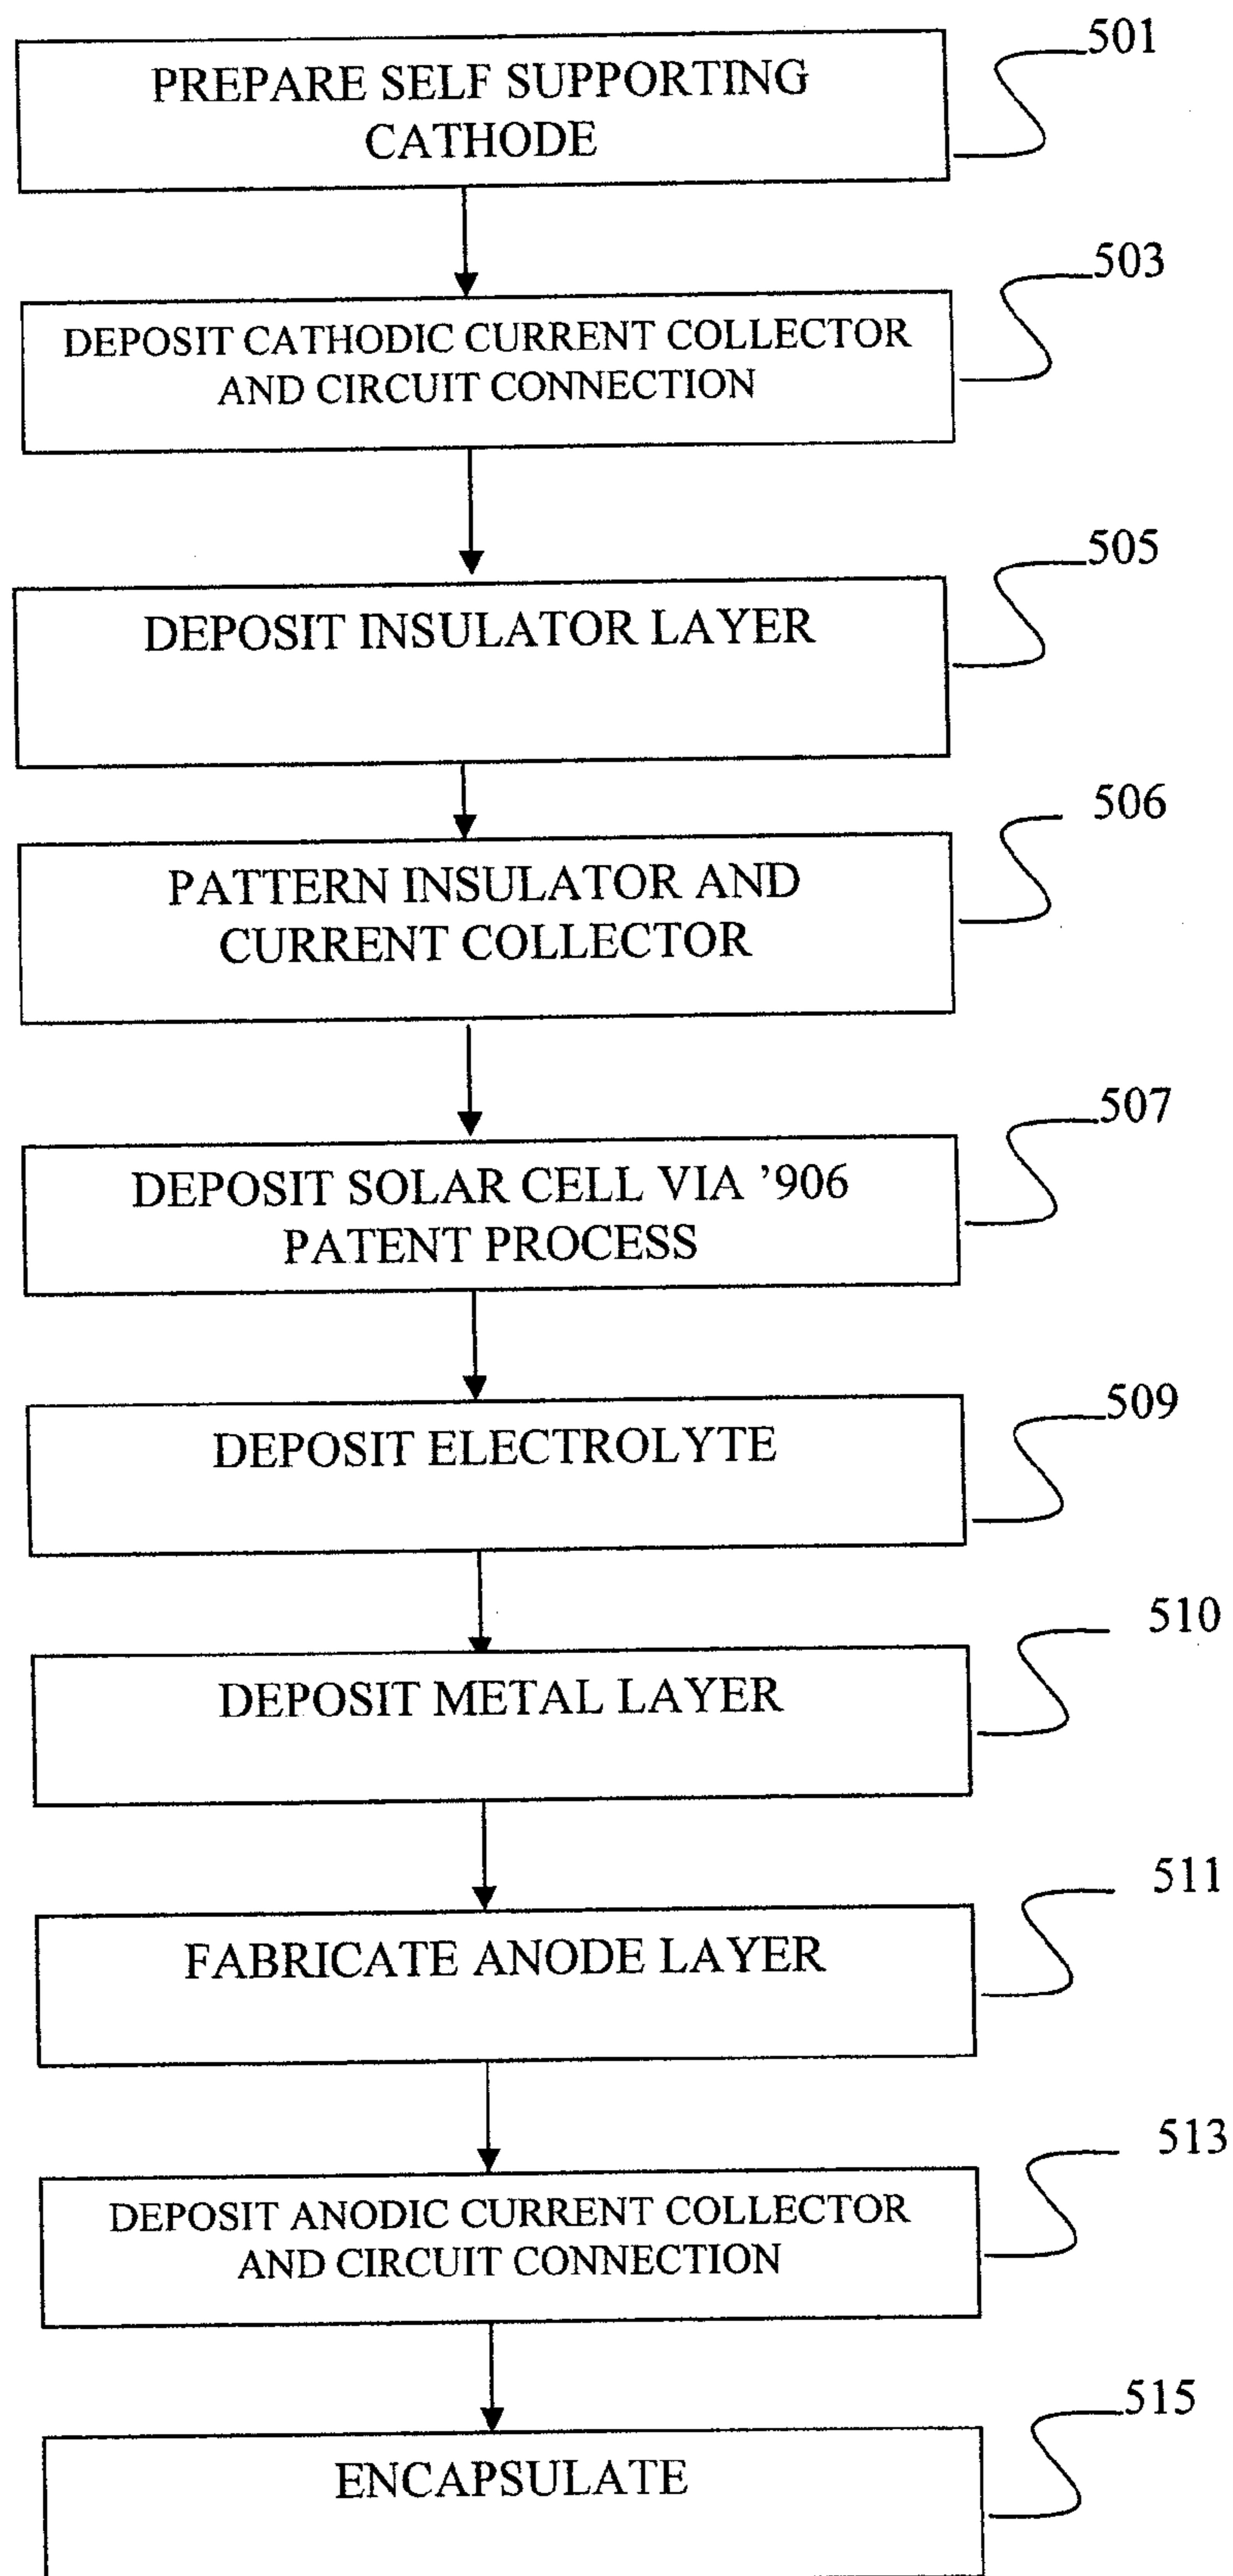 501
PREPARE SELF SUPPORTING
CATHODE
503
DEPOSIT CATHODIC CURRENT COLLECTOR
AND CIRCUIT CONNECTION
505
DEPOSIT INSULATOR LAYER
506
PATTERN INSULATOR AND
CURRENT COLLECTOR
507
DEPOSIT SOLAR CELL VIA ’906
PATENT PROCESS
509
DEPOSIT ELECTROLYTE
510
DEPOSIT METAL LAYER
511
FABRICATE ANODE LAYER
513
DEPOSIT ANODIC CURRENT COLLECTOR
AND CIRCUIT CONNECTION
515
ENCAPSULATE